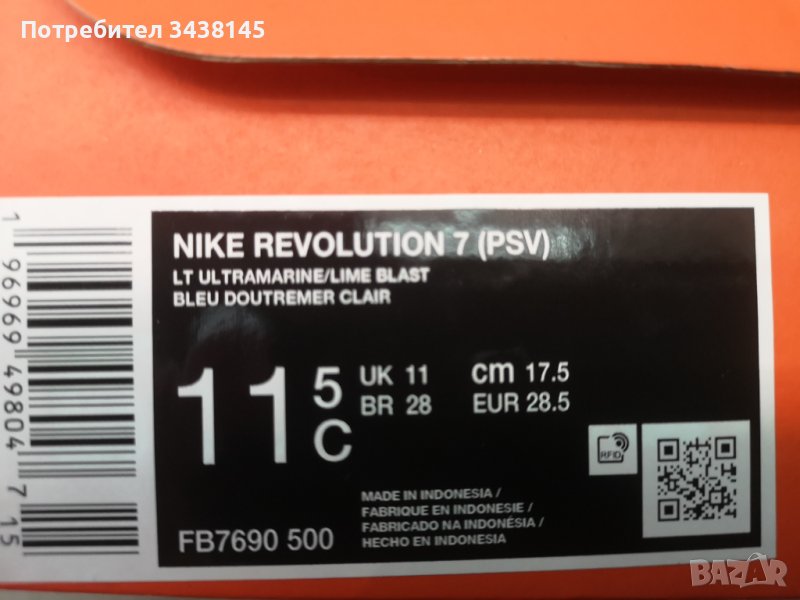 Потребител 3438145
NIKE REVOLUTION 7 (PSV)
LT ULTRAMARINE/LIME BLAST
BLEU DOUTREMER CLAIR
11 5 C
UK 11 cm 17.5
BR 28 EUR 28.5
RFID
MADE IN INDONESIA /
FABRIQUE EN INDONESIE /
FABRICADO NA INDONÉSIA /
HECHO EN INDONESIA
FB7690 500
1 96969 49804 7 15
BAZAR